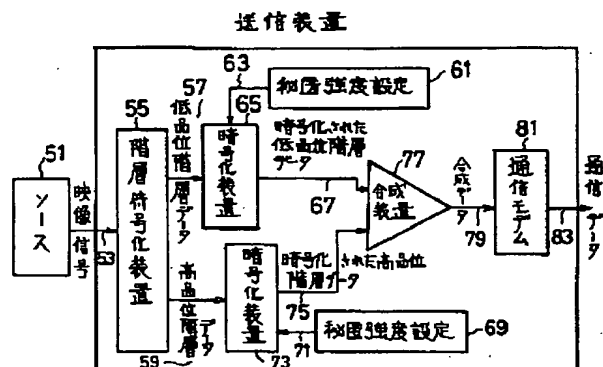 送信装置
51
ソース
映像信号
53
55
階層符号化装置
57
低品位階層データ
63
65
暗号化装置
秘匿強度設定
61
暗号化された
低品位階層
データ
67
77
合成装置
合成データ
79
81
通信モデム
83
通信データ
高品位階層データ
59
暗号化装置
73
暗号化された高品位
階層データ
75
71
秘匿強度設定
69